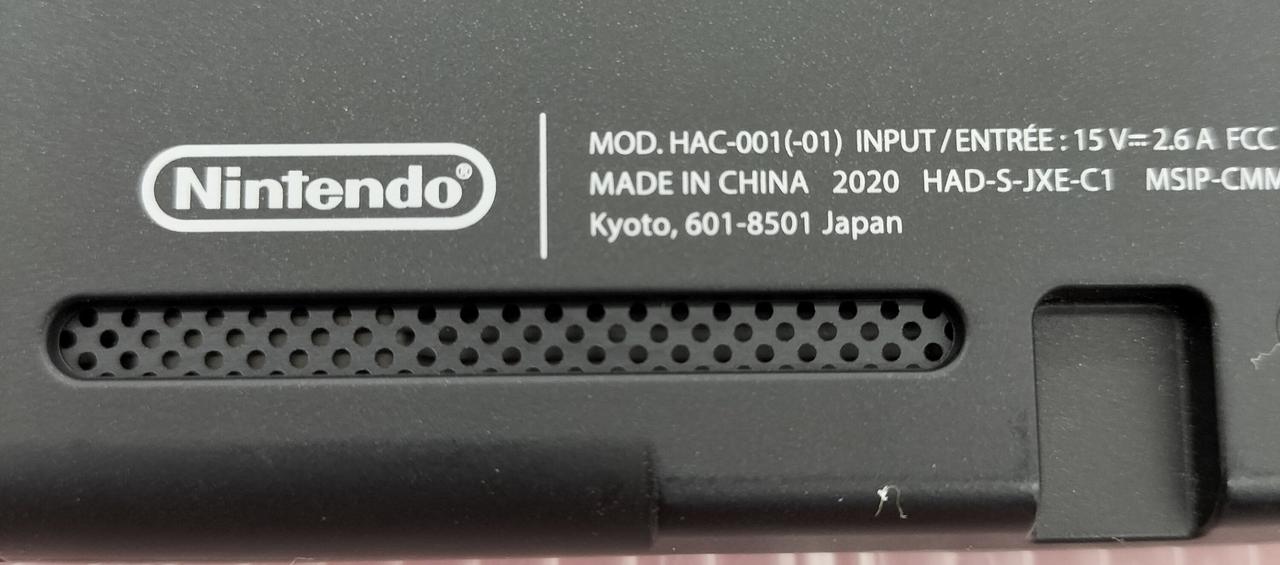 Nintendo®
MOD. HAC-001(-01) INPUT/ENTRÉE : 15 V⎓2.6 A FCC
MADE IN CHINA 2020 HAD-S-JXE-C1 MSIP-CMM
Kyoto, 601-8501 Japan